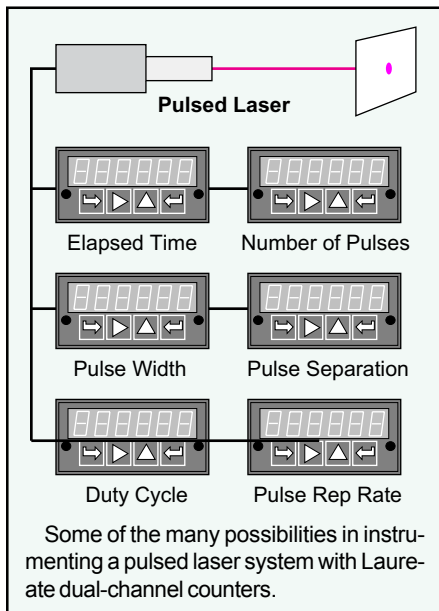 Pulsed Laser
Elapsed Time
Number of Pulses
Pulse Width
Pulse Separation
Duty Cycle
Pulse Rep Rate
Some of the many possibilities in instru-
menting a pulsed laser system with Laure-
ate dual-channel counters.